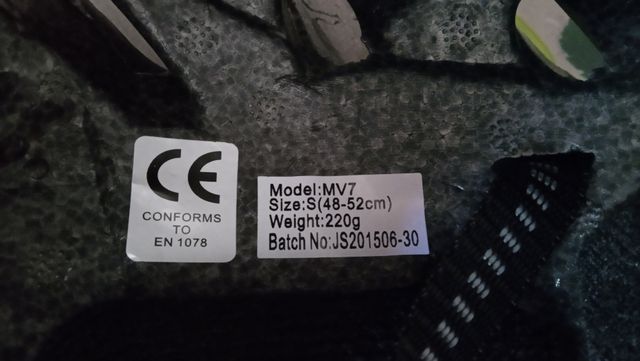 CE
CONFORMS
TO
EN 1078
Model:MV7
Size:S(48-52cm)
Weight:220g
Batch No:JS201506-30